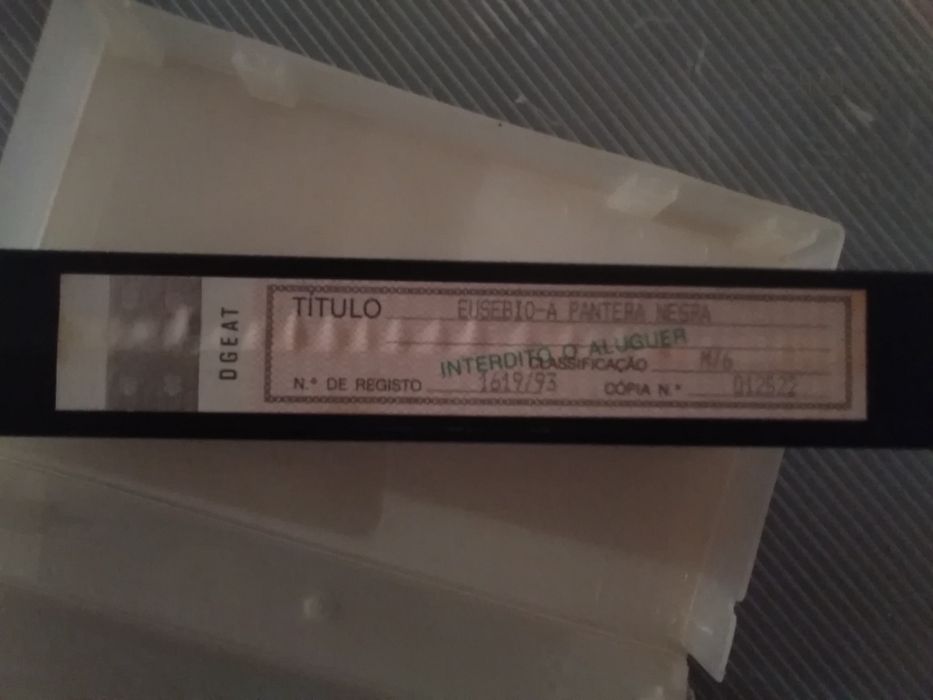 DGEAT
TÍTULO EUSEBIO-A PANTERA NEGRA
INTERDITO O ALUGUER
CLASSIFICAÇÃO M/6
N.º DE REGISTO 1619/93 CÓPIA N.º 012522